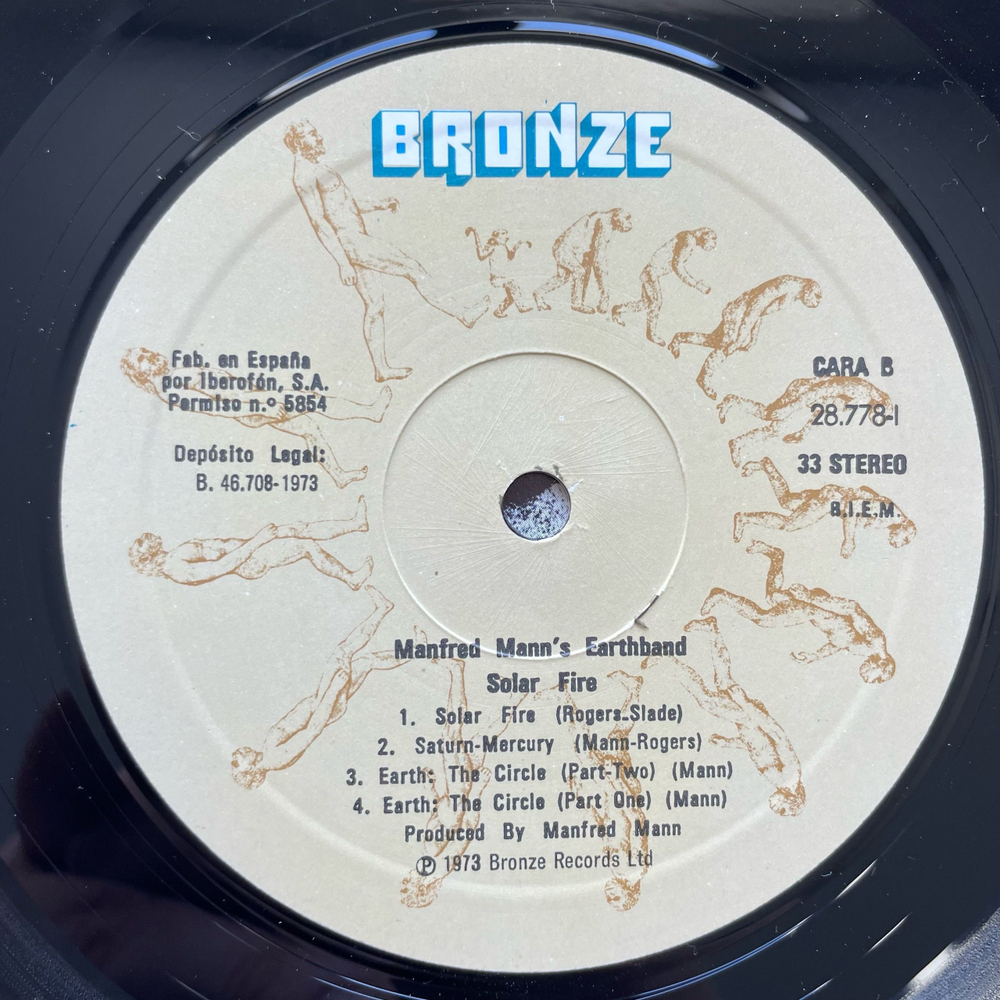 BRONZE
Fab. en España
por Iberofón, S.A.
Permiso n.º 5854
Depósito Legal:
B. 46.708-1973
CARA B
28.778-I
33 STEREO
B.I.E.M.
Manfred Mann's Earthband
Solar Fire
1. Solar Fire (Rogers-Slade)
2. Saturn-Mercury (Mann-Rogers)
3. Earth: The Circle (Part-Two) (Mann)
4. Earth: The Circle (Part One) (Mann)
Produced By Manfred Mann
Ⓟ 1973 Bronze Records Ltd